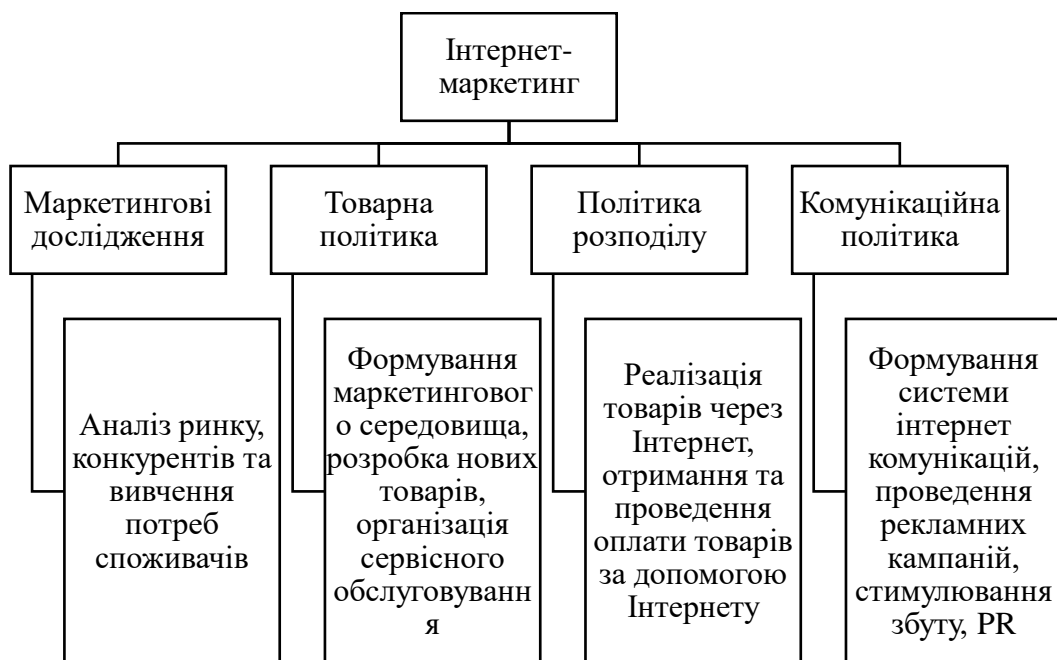 Інтернет-
маркетинг
Маркетингові
дослідження
Товарна
політика
Політика
розподілу
Комунікаційна
політика
Аналіз ринку,
конкурентів та
вивчення
потреб
споживачів
Формування
маркетинговог
о середовища,
розробка нових
товарів,
організація
сервісного
обслуговуванн
я
Реалізація
товарів через
Інтернет,
отримання та
проведення
оплати товарів
за допомогою
Інтернету
Формування
системи
інтернет
комунікацій,
проведення
рекламних
кампаній,
стимулювання
збуту, PR